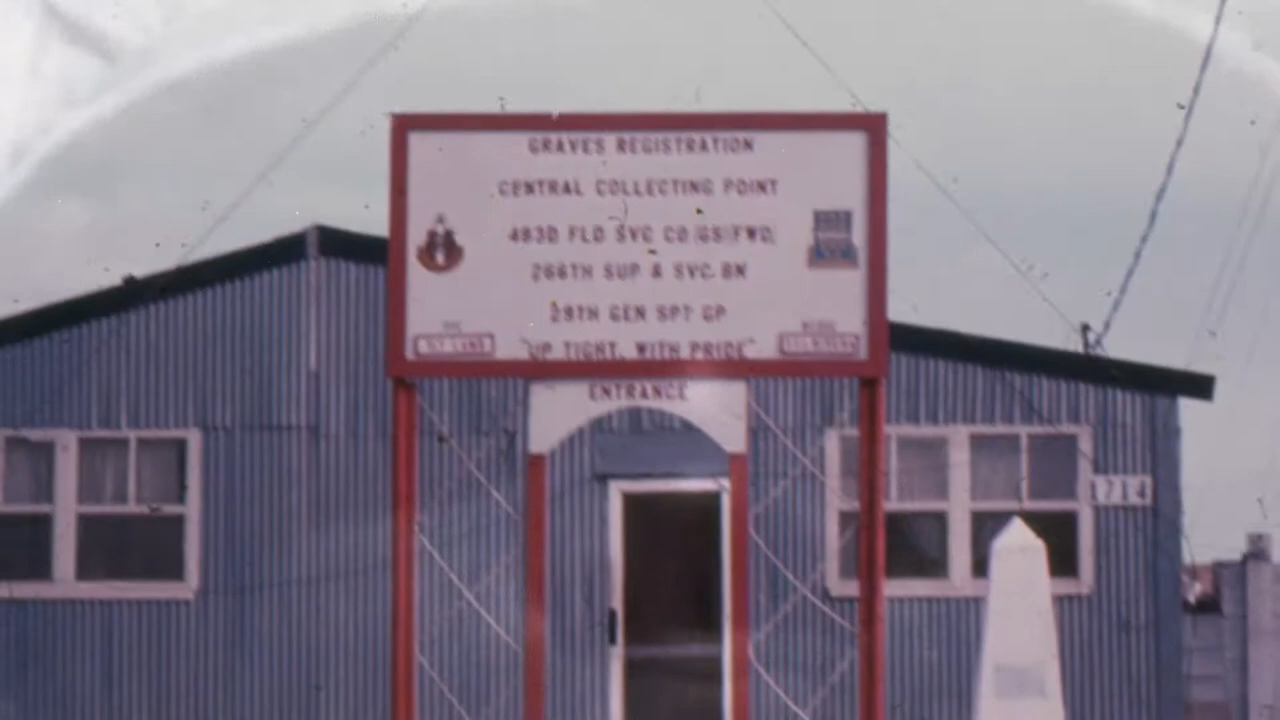 GRAVES REGISTRATION
CENTRAL COLLECTING POINT
483D FLD SVC CO (GS)(FWD)
266TH SUP & SVC BN
29TH GEN SPT GP
"UP TIGHT, WITH PRIDE"
ENTRANCE
1714